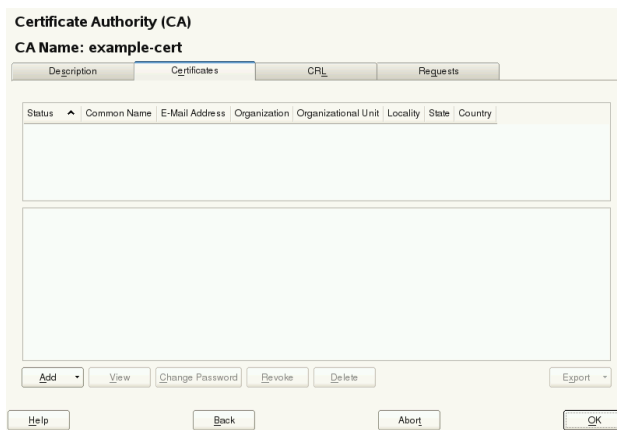 Certificate Authority (CA)
CA Name: example-cert
Description Certificates CRL Requests
Status Common Name E-Mail Address Organization Organizational Unit Locality State Country
Add View Change Password Revoke Delete Export
Help Back Abort OK